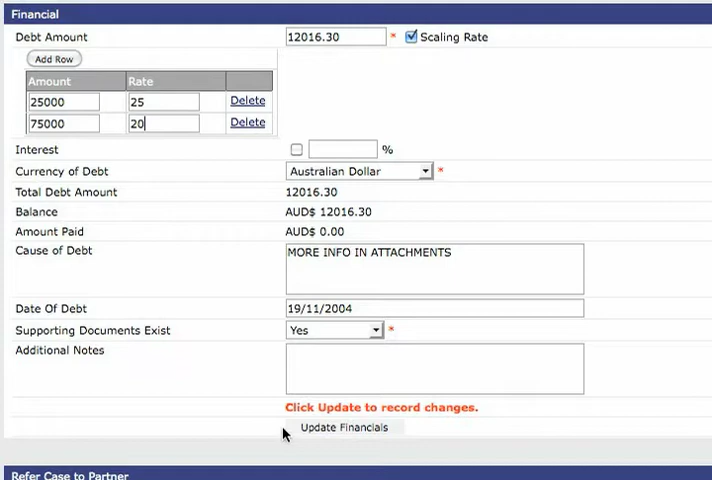 Financial
Debt Amount 12016.30 * Scaling Rate
Add Row
Amount Rate
25000 25 Delete
75000 20 Delete
Interest %
Currency of Debt Australian Dollar *
Total Debt Amount 12016.30
Balance AUD$ 12016.30
Amount Paid AUD$ 0.00
Cause of Debt MORE INFO IN ATTACHMENTS
Date Of Debt 19/11/2004
Supporting Documents Exist Yes *
Additional Notes
Click Update to record changes.
Update Financials
Refer Case to Partner